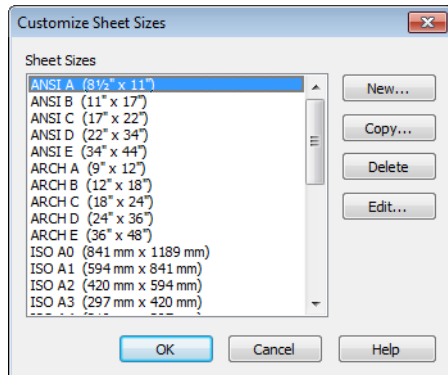 Customize Sheet Sizes
Sheet Sizes
ANSI A (8½" x 11")
ANSI B (11" x 17")
ANSI C (17" x 22")
ANSI D (22" x 34")
ANSI E (34" x 44")
ARCH A (9" x 12")
ARCH B (12" x 18")
ARCH C (18" x 24")
ARCH D (24" x 36")
ARCH E (36" x 48")
ISO A0 (841 mm x 1189 mm)
ISO A1 (594 mm x 841 mm)
ISO A2 (420 mm x 594 mm)
ISO A3 (297 mm x 420 mm)
New...
Copy...
Delete
Edit...
OK
Cancel
Help